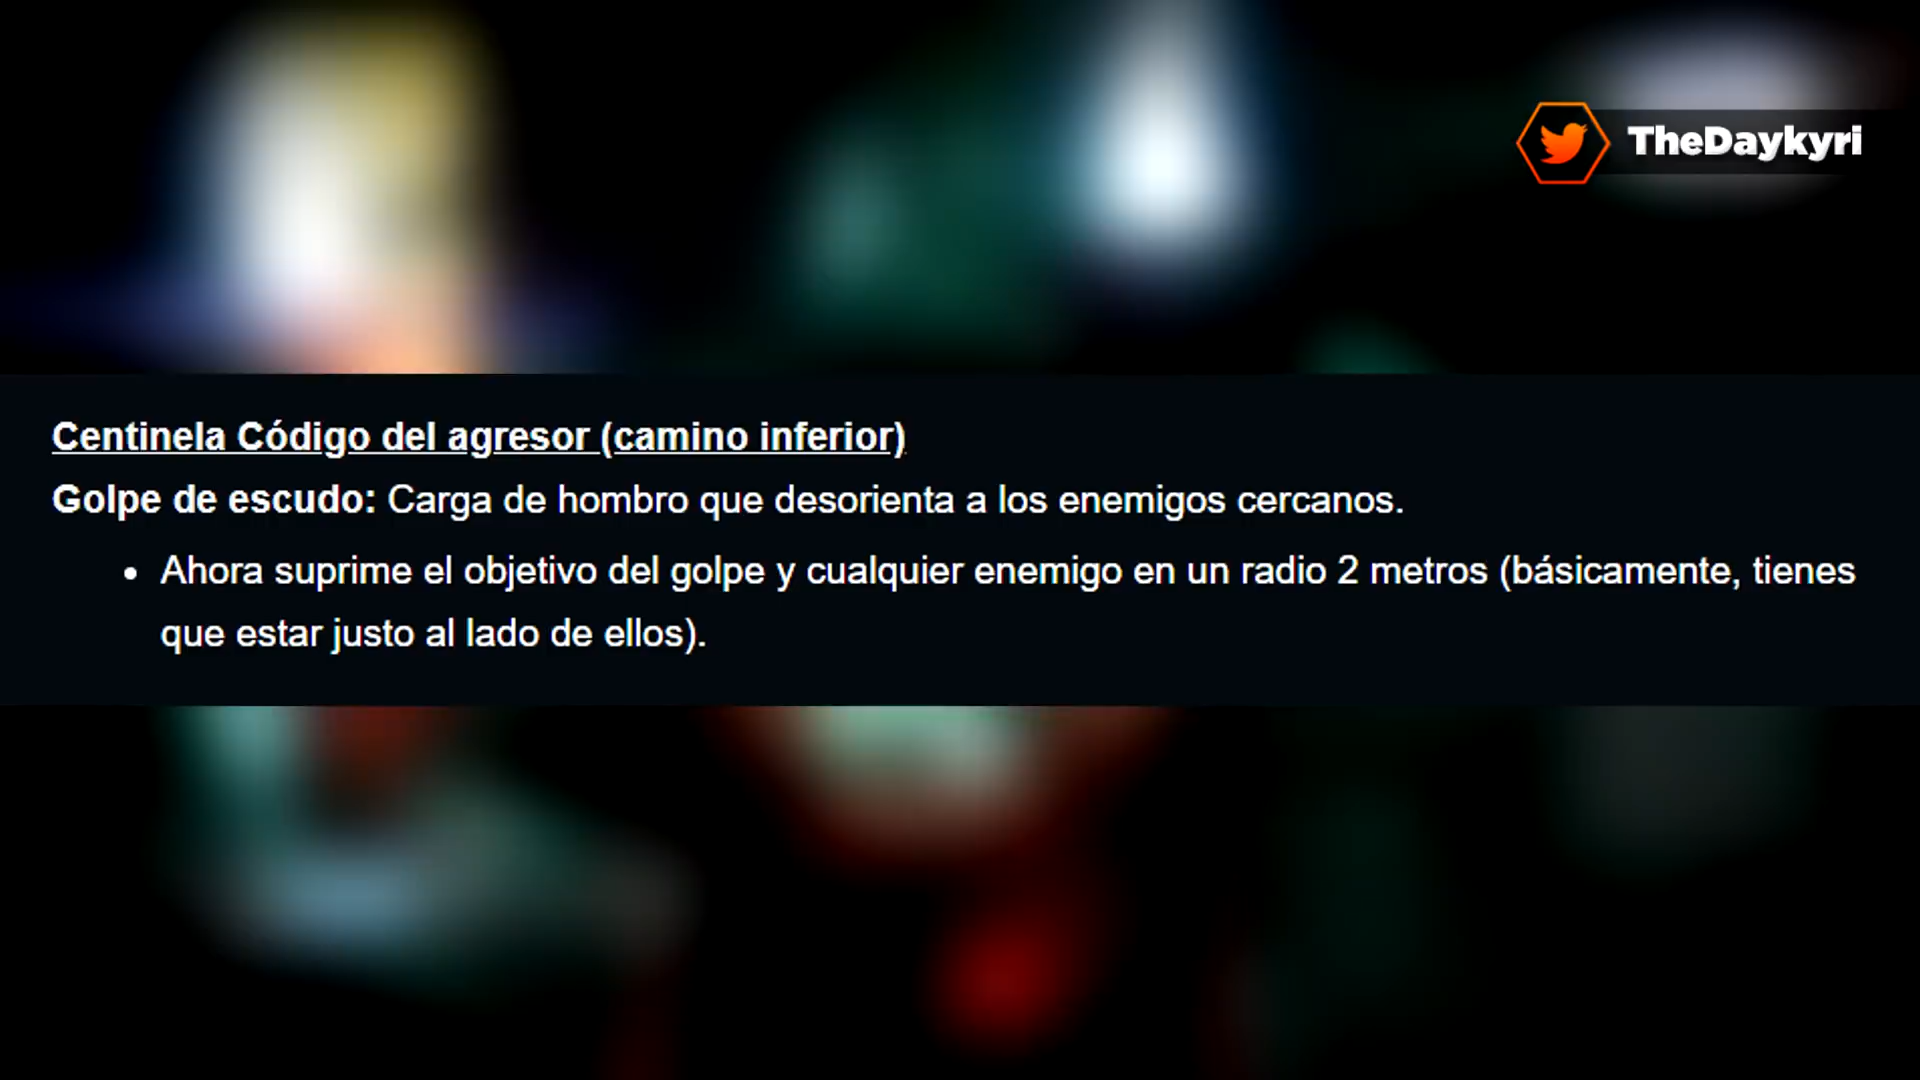 TheDaykyri
Centinela Código del agresor (camino inferior)
Golpe de escudo: Carga de hombro que desorienta a los enemigos cercanos.
• Ahora suprime el objetivo del golpe y cualquier enemigo en un radio 2 metros (básicamente, tienes
que estar justo al lado de ellos).